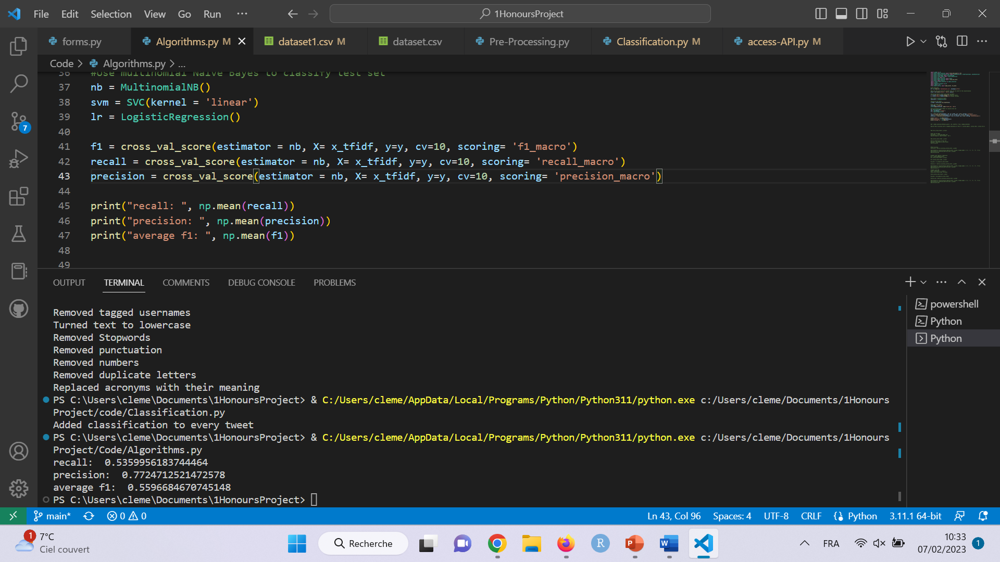 File Edit Selection View Go Run ··· 1HonoursProject
forms.py Algorithms.py M dataset1.csv M dataset.csv Pre-Processing.py Classification.py M access-API.py M
Code > Algorithms.py > ...
36 #Use multinomial Naive Bayes to classify test set
37 nb = MultinomialNB()
38 svm = SVC(kernel = 'linear')
39 lr = LogisticRegression()
40
41 f1 = cross_val_score(estimator = nb, X= x_tfidf, y=y, cv=10, scoring= 'f1_macro')
42 recall = cross_val_score(estimator = nb, X= x_tfidf, y=y, cv=10, scoring= 'recall_macro')
43 precision = cross_val_score(estimator = nb, X= x_tfidf, y=y, cv=10, scoring= 'precision_macro')
44
45 print("recall: ", np.mean(recall))
46 print("precision: ", np.mean(precision))
47 print("average f1: ", np.mean(f1))
48
49
OUTPUT TERMINAL COMMENTS DEBUG CONSOLE PROBLEMS
powershell
Python
Python
Removed tagged usernames
Turned text to lowercase
Removed Stopwords
Removed punctuation
Removed numbers
Removed duplicate letters
Replaced acronyms with their meaning
PS C:\Users\cleme\Documents\1HonoursProject> & C:/Users/cleme/AppData/Local/Programs/Python/Python311/python.exe c:/Users/cleme/Documents/1Honours
Project/code/Classification.py
Added classification to every tweet
PS C:\Users\cleme\Documents\1HonoursProject> & C:/Users/cleme/AppData/Local/Programs/Python/Python311/python.exe c:/Users/cleme/Documents/1Honours
Project/Code/Algorithms.py
recall:  0.5359956183744464
precision:  0.7724712521472578
average f1:  0.5596684670745148
PS C:\Users\cleme\Documents\1HonoursProject>
7
main* 0 0 Ln 43, Col 96 Spaces: 4 UTF-8 CRLF Python 3.11.1 64-bit
1 7°C
Ciel couvert
Recherche
R P W
FRA
10:33
07/02/2023
1